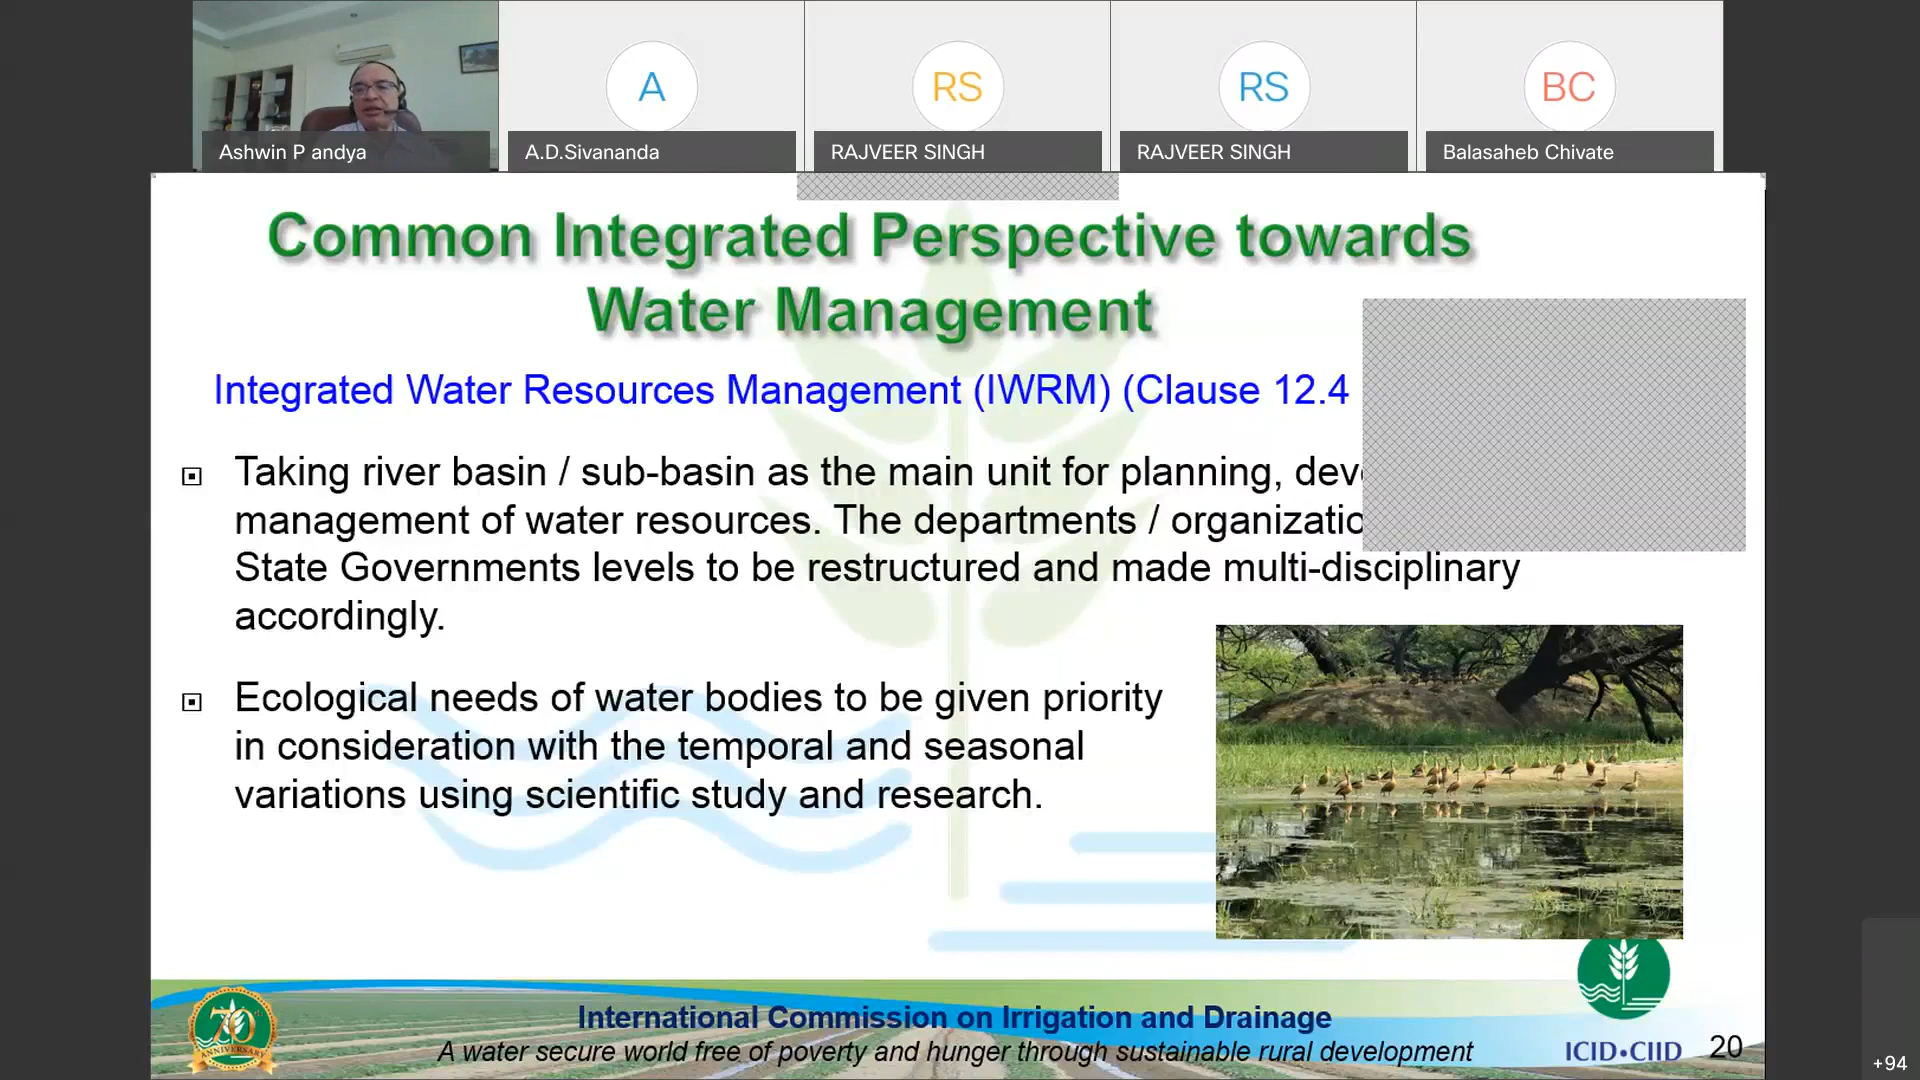 A
RS
RS
BC
Ashwin P andya
A.D.Sivananda
RAJVEER SINGH
RAJVEER SINGH
Balasaheb Chivate
Common Integrated Perspective towards
Water Management
Integrated Water Resources Management (IWRM) (Clause 12.4
Taking river basin / sub-basin as the main unit for planning,
management of water resources. The departments /
State Governments levels to be restructured and made multi-disciplinary
accordingly.
Ecological needs of water bodies to be given priority
in consideration with the temporal and seasonal
variations using scientific study and research.
70
ANNIVERSARY
International Commission on Irrigation and Drainage
A water secure world free of poverty and hunger through sustainable rural development
ICID•CIID
20
+94